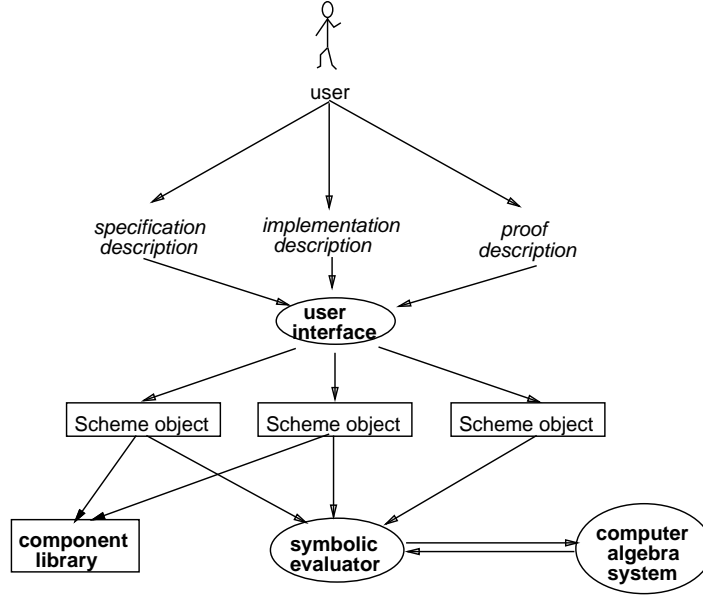 user
specification
description
implementation
description
proof
description
user
interface
Scheme object
Scheme object
Scheme object
component
library
symbolic
evaluator
computer
algebra
system